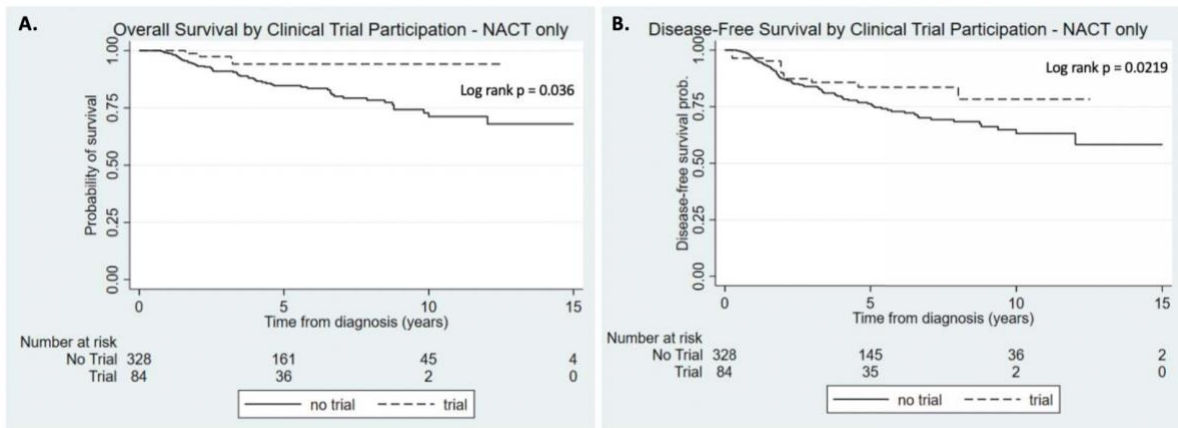 A.
Overall Survival by Clinical Trial Participation - NACT only
1.00
0.75
0.50
0.25
0.00
Probability of survival
Log rank p = 0.036
0 5 10 15
Time from diagnosis (years)
Number at risk
No Trial 328 161 45 4
Trial 84 36 2 0
no trial trial
B.
Disease-Free Survival by Clinical Trial Participation - NACT only
1.00
0.75
0.50
0.25
0.00
Disease-free survival prob.
Log rank p = 0.0219
0 5 10 15
Time from diagnosis (years)
Number at risk
No Trial 328 145 36 2
Trial 84 35 2 0
no trial trial